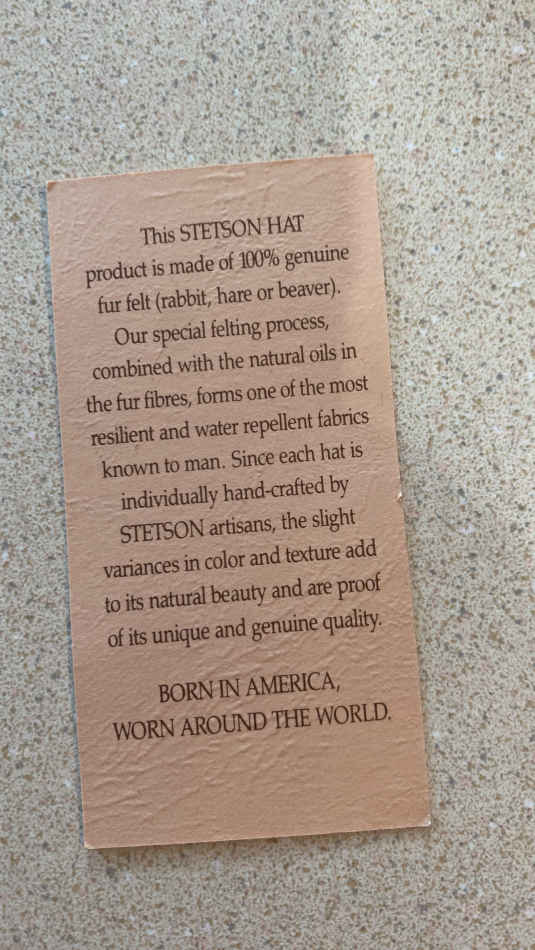 This STETSON HAT
product is made of 100% genuine
fur felt (rabbit, hare or beaver).
Our special felting process,
combined with the natural oils in
the fur fibres, forms one of the most
resilient and water repellent fabrics
known to man. Since each hat is
individually hand-crafted by
STETSON artisans, the slight
variances in color and texture add
to its natural beauty and are proof
of its unique and genuine quality.
BORN IN AMERICA,
WORN AROUND THE WORLD.